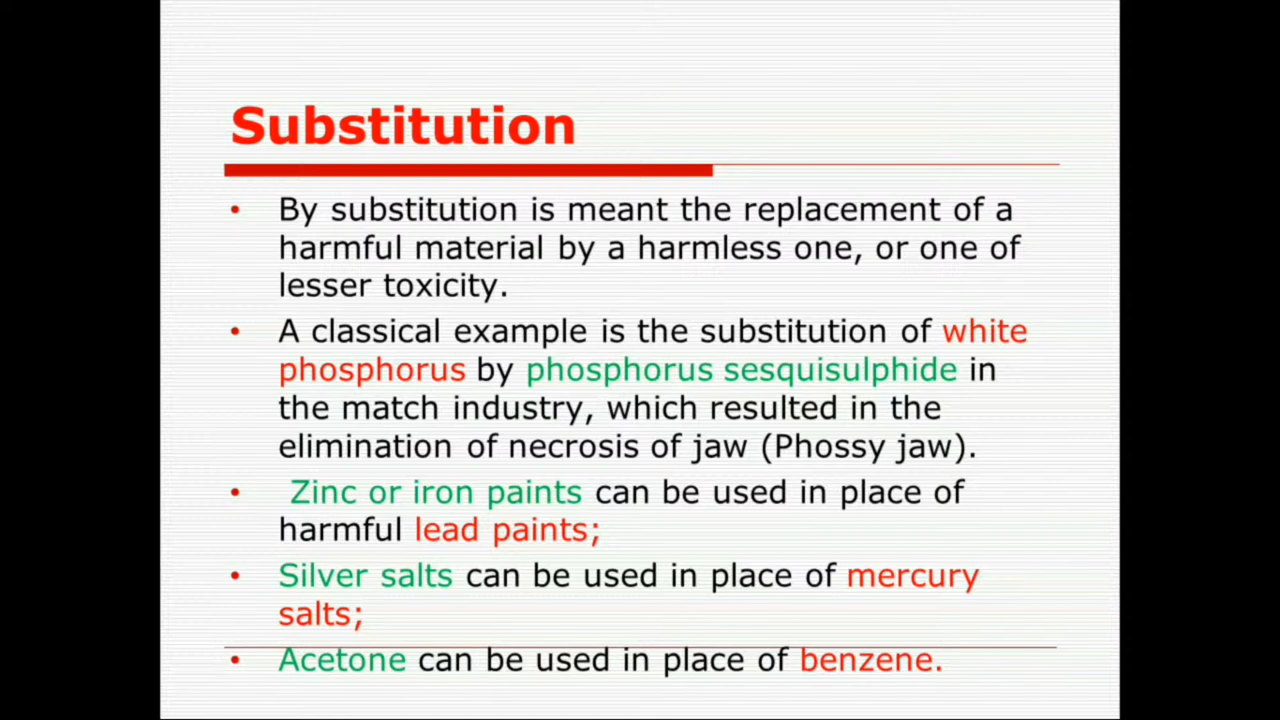 Substitution
• By substitution is meant the replacement of a
harmful material by a harmless one, or one of
lesser toxicity.
• A classical example is the substitution of white
phosphorus by phosphorus sesquisulphide in
the match industry, which resulted in the
elimination of necrosis of jaw (Phossy jaw).
• Zinc or iron paints can be used in place of
harmful lead paints;
• Silver salts can be used in place of mercury
salts;
• Acetone can be used in place of benzene.